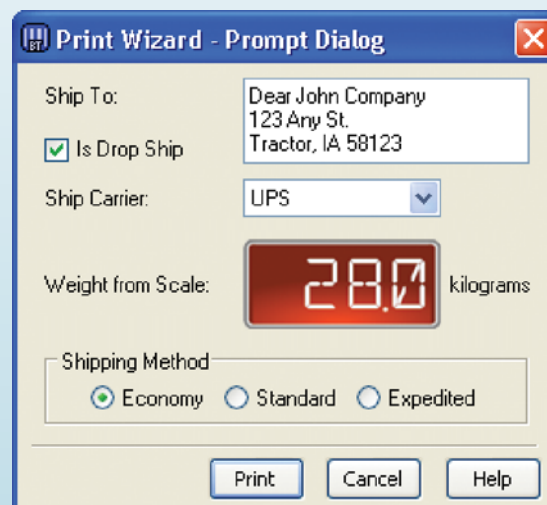 BT Print Wizard - Prompt Dialog
Ship To:
Dear John Company
123 Any St.
Tractor, IA 58123
Is Drop Ship
Ship Carrier:
UPS
Weight from Scale:
28.0
kilograms
Shipping Method
Economy
Standard
Expedited
Print
Cancel
Help